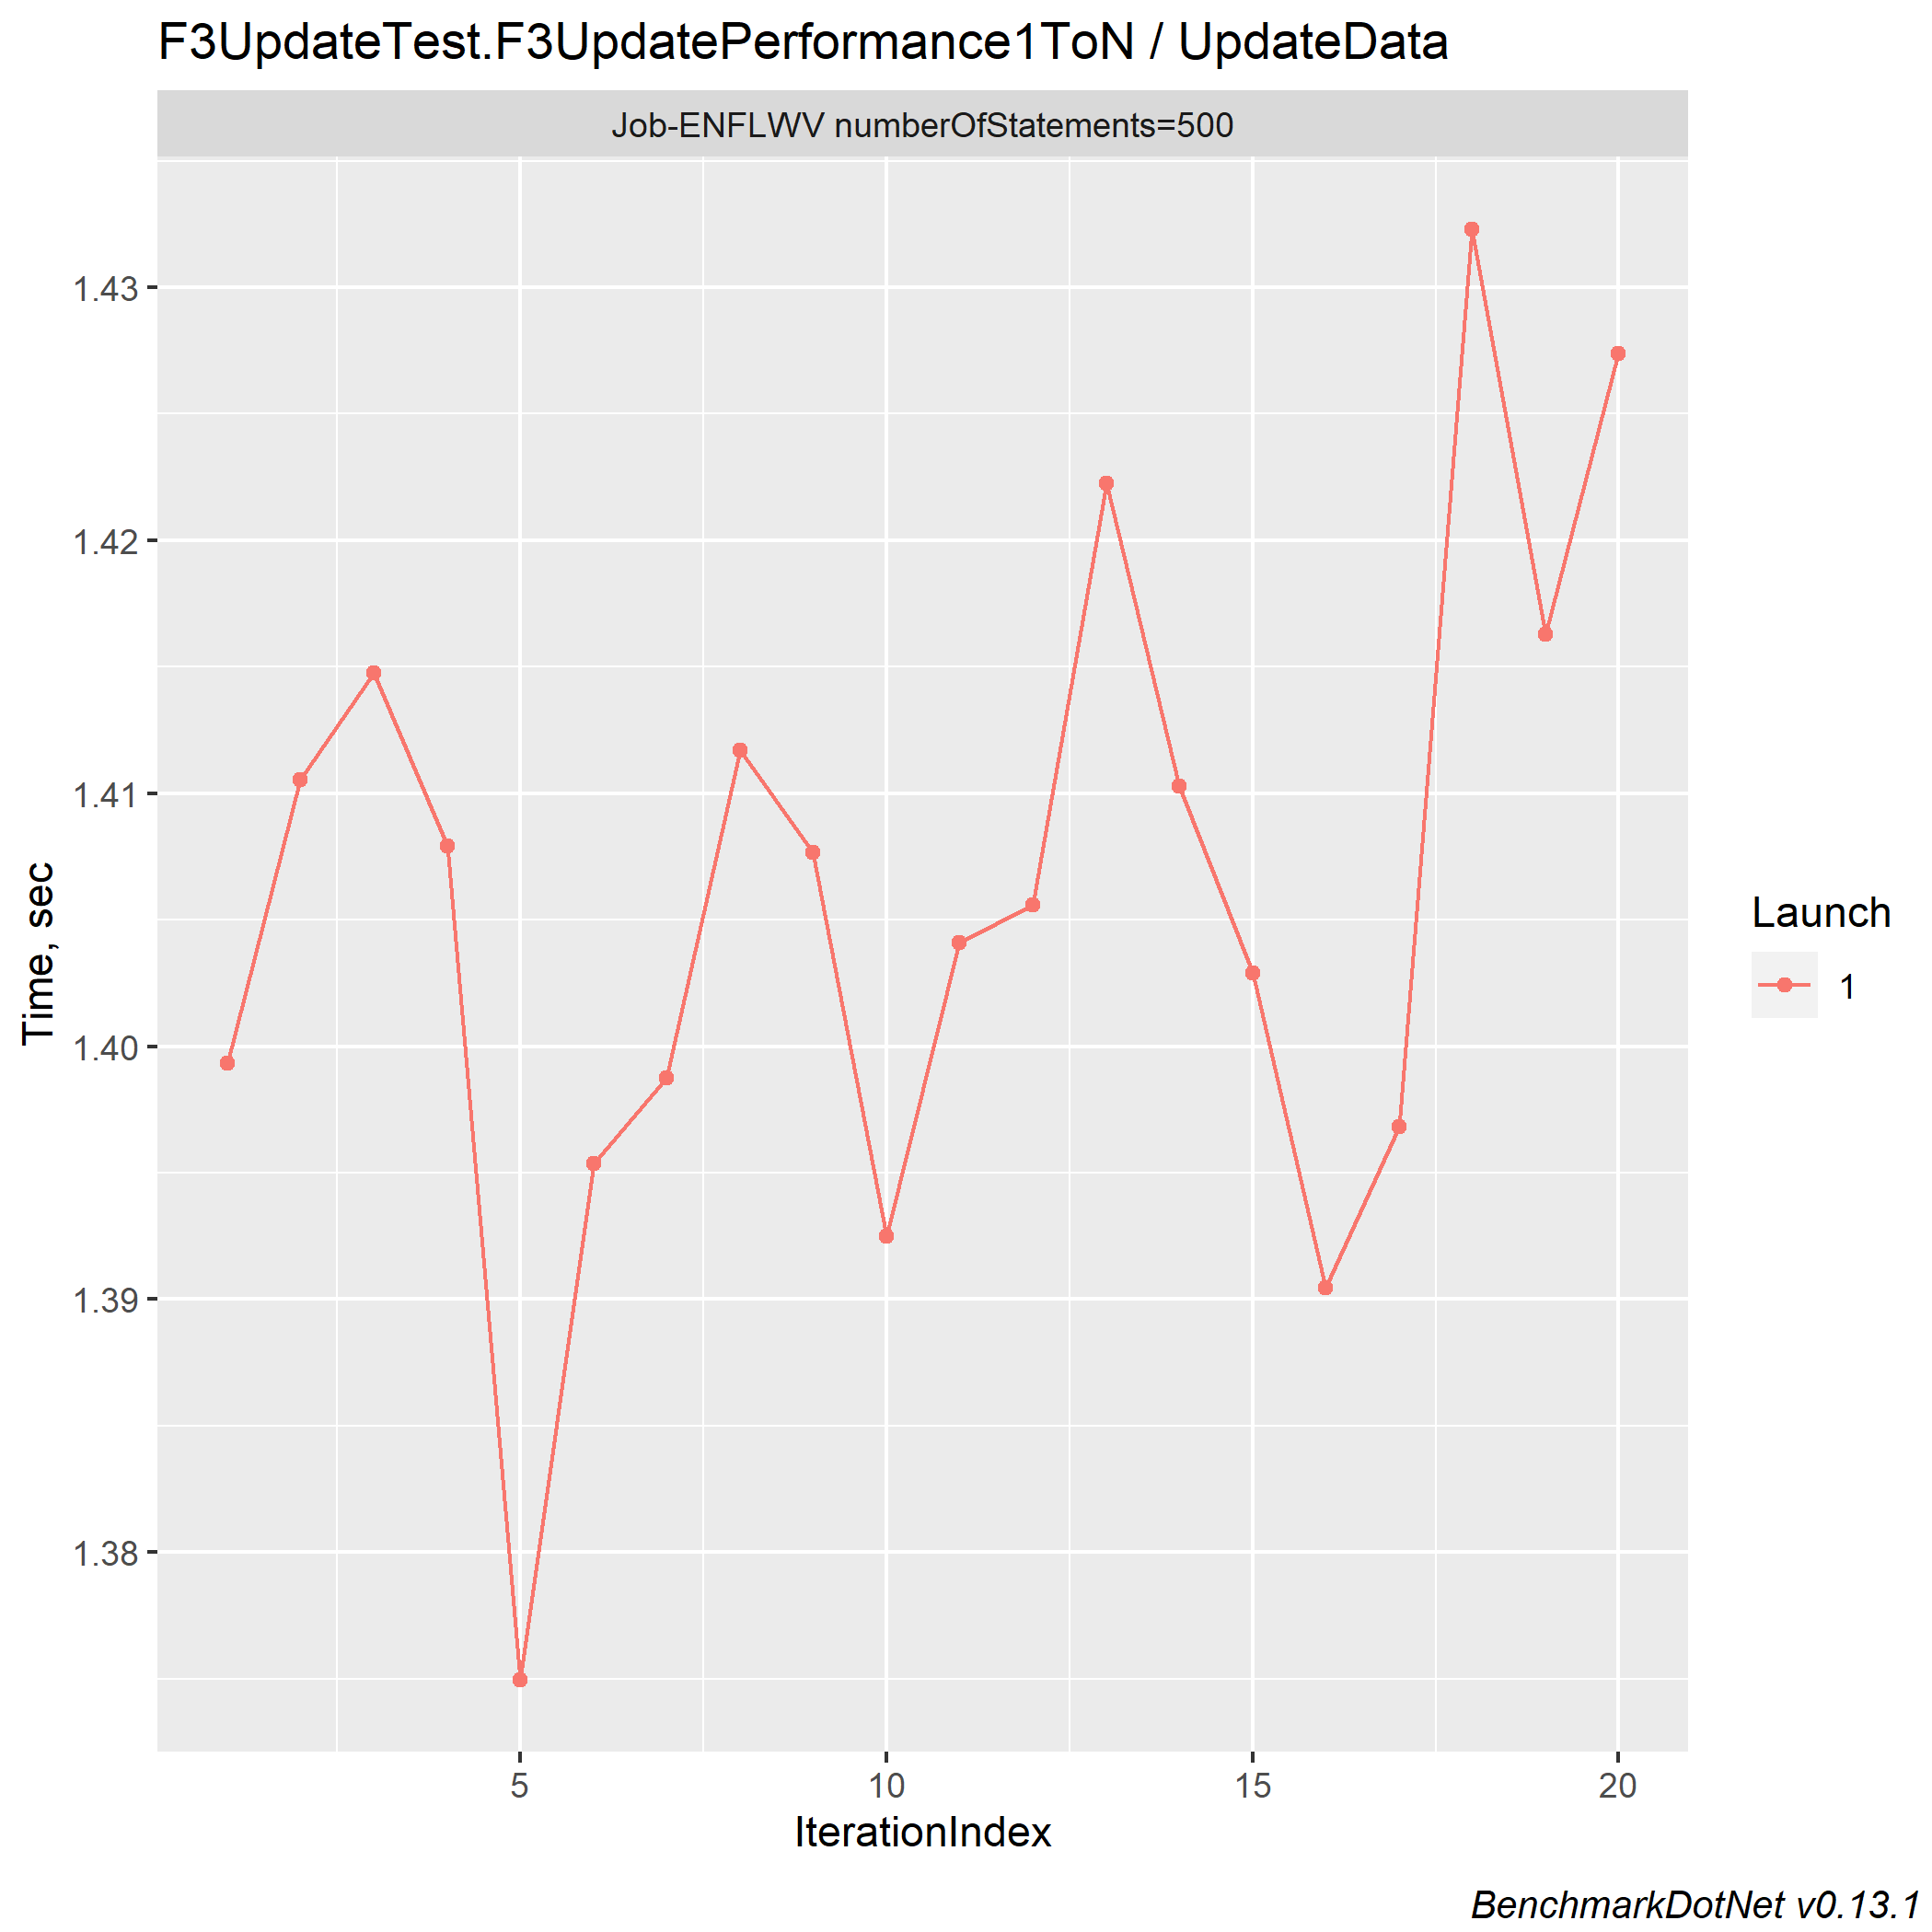 F3UpdateTest.F3UpdatePerformance1ToN / UpdateData
Job-ENFLWV numberOfStatements=500
Time, sec
1.43
1.42
1.41
1.40
1.39
1.38
5 10 15 20
IterationIndex
Launch
1
BenchmarkDotNet v0.13.1